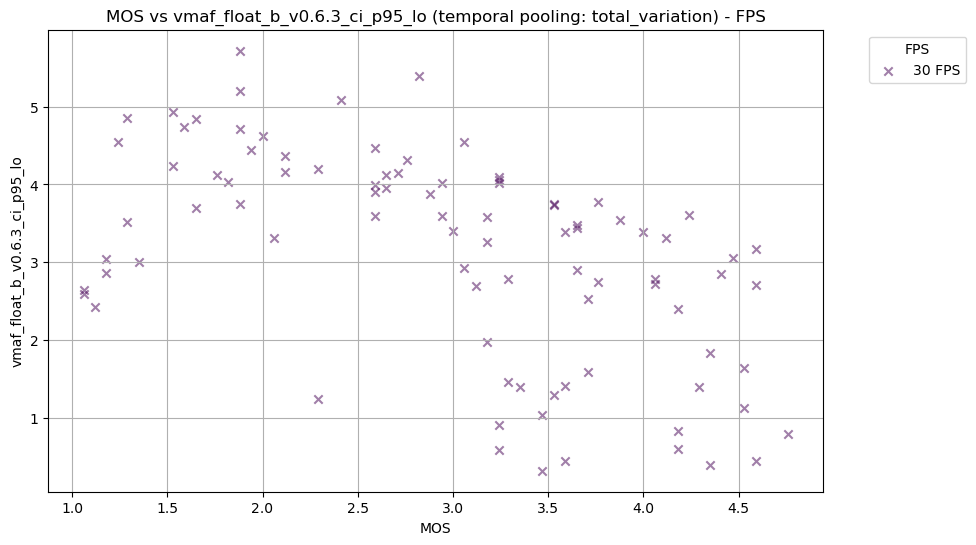 MOS vs vmaf_float_b_v0.6.3_ci_p95_lo (temporal pooling: total_variation) - FPS
FPS
30 FPS
vmaf_float_b_v0.6.3_ci_p95_lo
5
4
3
2
1
1.0 1.5 2.0 2.5 3.0 3.5 4.0 4.5
MOS